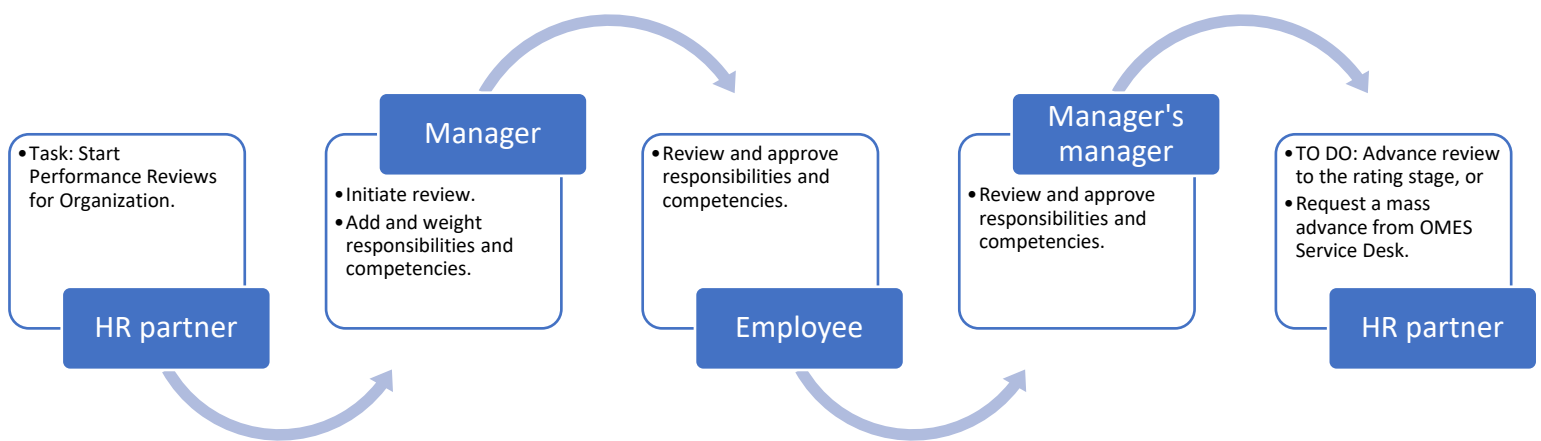 •Task: Start
Performance Reviews
for Organization.
HR partner
Manager
•Initiate review.
•Add and weight
responsibilities and
competencies.
•Review and approve
responsibilities and
competencies.
Employee
Manager's
manager
•Review and approve
responsibilities and
competencies.
•TO DO: Advance review
to the rating stage, or
•Request a mass
advance from OMES
Service Desk.
HR partner